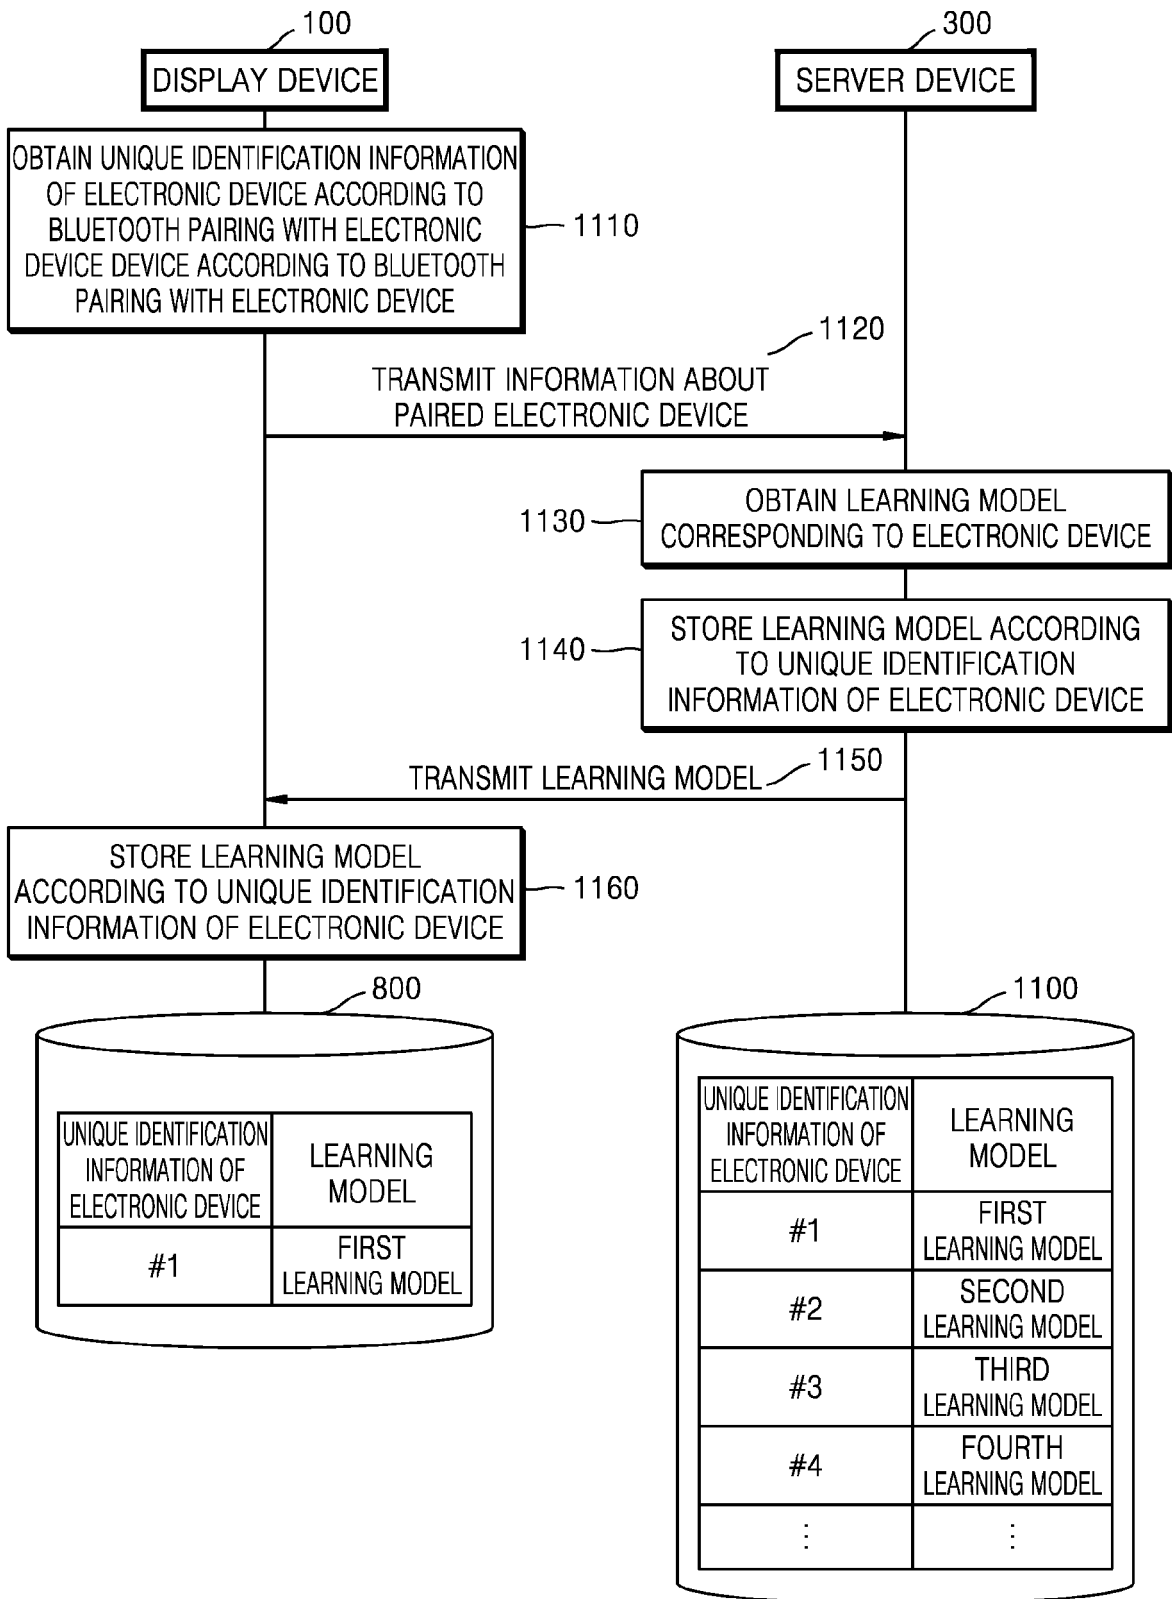 100
DISPLAY DEVICE
300
SERVER DEVICE
OBTAIN UNIQUE IDENTIFICATION INFORMATION
OF ELECTRONIC DEVICE ACCORDING TO
BLUETOOTH PAIRING WITH ELECTRONIC
DEVICE DEVICE ACCORDING TO BLUETOOTH
PAIRING WITH ELECTRONIC DEVICE
1110
1120
TRANSMIT INFORMATION ABOUT
PAIRED ELECTRONIC DEVICE
1130
OBTAIN LEARNING MODEL
CORRESPONDING TO ELECTRONIC DEVICE
1140
STORE LEARNING MODEL ACCORDING
TO UNIQUE IDENTIFICATION
INFORMATION OF ELECTRONIC DEVICE
1150
TRANSMIT LEARNING MODEL
STORE LEARNING MODEL
ACCORDING TO UNIQUE IDENTIFICATION
INFORMATION OF ELECTRONIC DEVICE
1160
800
UNIQUE IDENTIFICATION
INFORMATION OF
ELECTRONIC DEVICE
LEARNING
MODEL
#1
FIRST
LEARNING MODEL
1100
UNIQUE IDENTIFICATION
INFORMATION OF
ELECTRONIC DEVICE
LEARNING
MODEL
#1
FIRST
LEARNING MODEL
#2
SECOND
LEARNING MODEL
#3
THIRD
LEARNING MODEL
#4
FOURTH
LEARNING MODEL
⋮
⋮